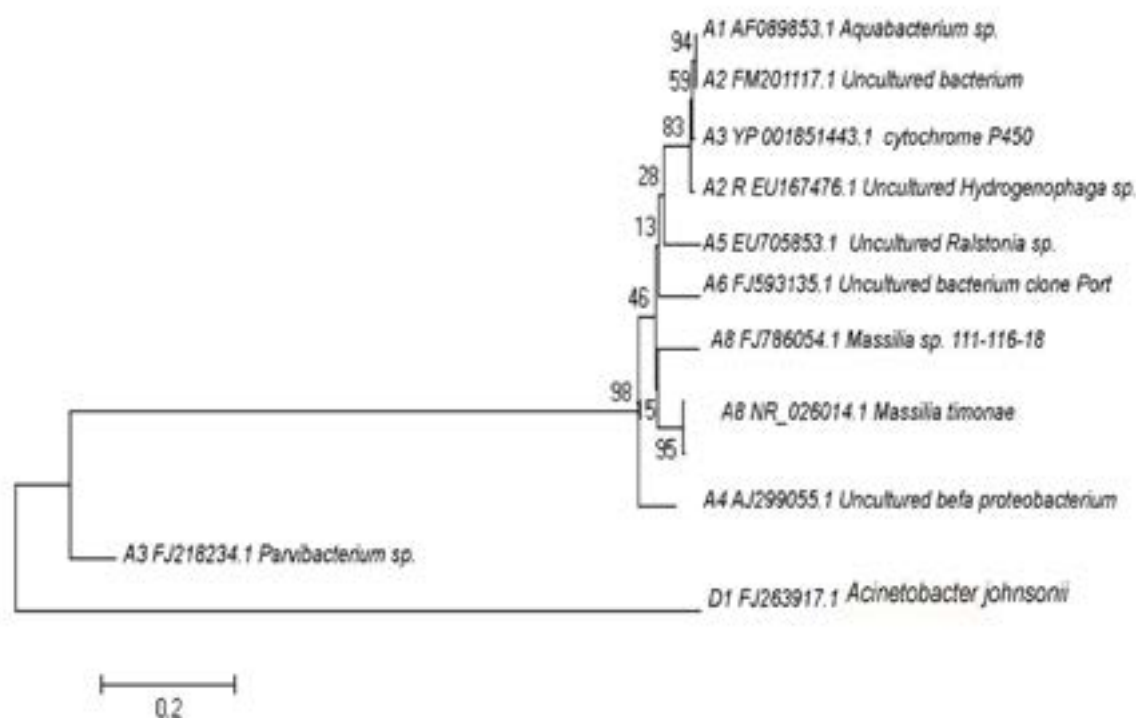 A1 AF089853.1 Aquabacterium sp.
94
59
A2 FM201117.1 Uncultured bacterium
83
A3 YP 001851443.1 cytochrome P450
28
A2 R EU167476.1 Uncultured Hydrogenophaga sp.
13
A5 EU705853.1 Uncultured Ralstonia sp.
A6 FJ593135.1 Uncultured bacterium clone Port
46
A8 FJ786054.1 Massilia sp. 111-116-18
98
15
A8 NR_026014.1 Massilia timonae
95
A4 AJ299055.1 Uncultured befa proteobacterium
A3 FJ218234.1 Parvibacterium sp.
D1 FJ263917.1 Acinetobacter johnsonii
0.2